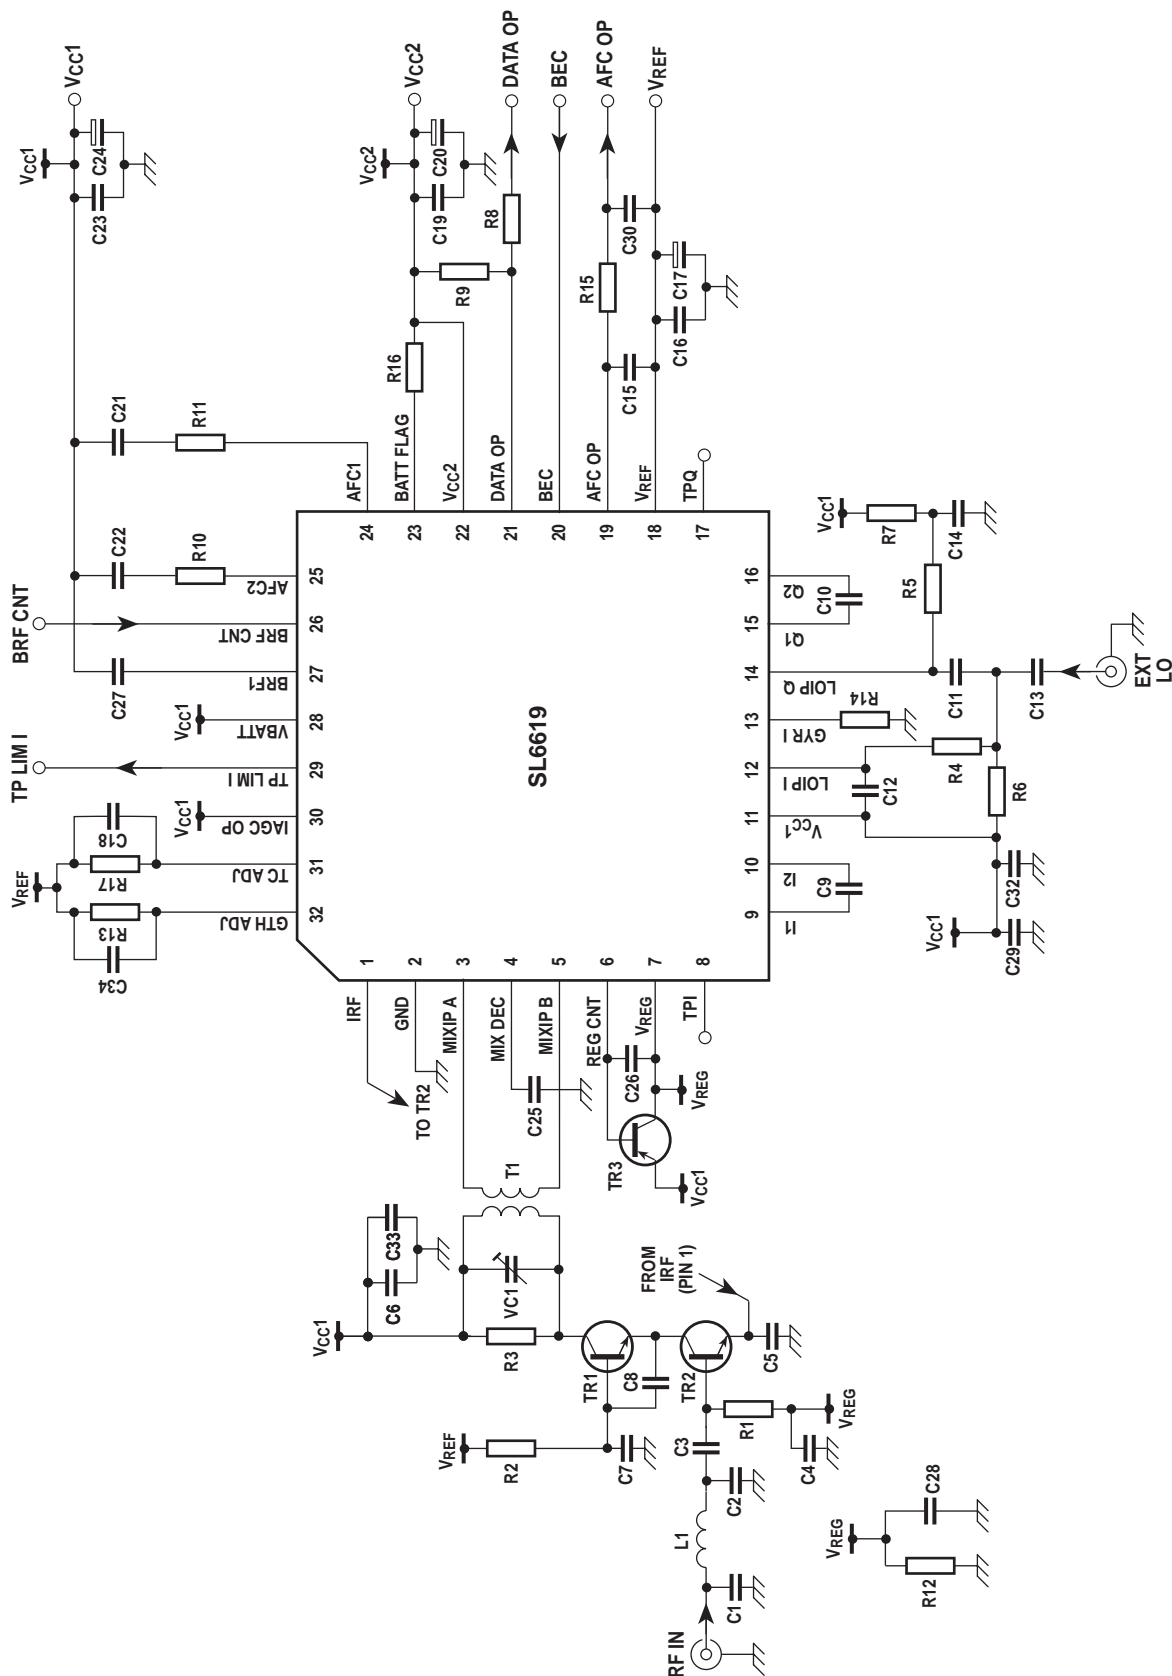 VCC1
VCC1
C24
C23
VCC2
VCC2
C20
C19
DATA OP
R8
R9
BEC
AFC OP
C30
R15
VREF
C17
C16
C15
R16
C21
R11
BRF CNT
C22
R10
C27
VCC1
TP LIM I
VCC1
VREF
C18
R17
R13
C34
AFC1
BATT FLAG
VCC2
DATA OP
BEC
AFC OP
VREF
TPQ
24
23
22
21
20
19
18
17
AFC2
BRF CNT
BRF1
VBATT
TP LIM I
IAGC OP
TC ADJ
GTH ADJ
25
26
27
28
29
30
31
32
SL6619
16
15
14
13
12
11
10
9
Q2
Q1
LOIP Q
GYR I
LOIP I
VCC1
I2
I1
C10
VCC1
R7
C14
R5
C11
C13
EXT
LO
R14
R4
C12
R6
C9
C32
C29
VCC1
1
2
3
4
5
6
7
8
IRF
GND
MIXIP A
MIX DEC
MIXIP B
REG CNT
VREG
TPI
TO TR2
C25
T1
C26
TR3
VREG
VCC1
VCC1
C33
C6
VC1
R3
FROM
IRF
(PIN 1)
TR1
C8
TR2
C5
VREF
R2
C7
C3
R1
VREG
C4
C2
L1
C1
RF IN
VREG
C28
R12